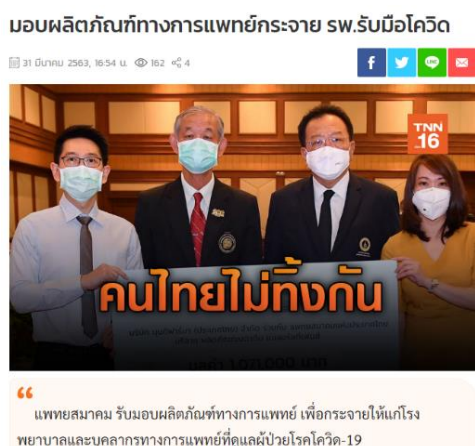 มอบผลิตภัณฑ์ทางการแพทย์กระจาย รพ.รับมือโควิด
31 มีนาคม 2563, 16:54 น. 162 4
TNN
16
คนไทยไม่ทิ้งกัน
แพทยสมาคม รับมอบผลิตภัณฑ์ทางการแพทย์ เพื่อกระจายให้แก่โรง
พยาบาลและบุคลากรทางการแพทย์ที่ดูแลผู้ป่วยโรคโควิด-19